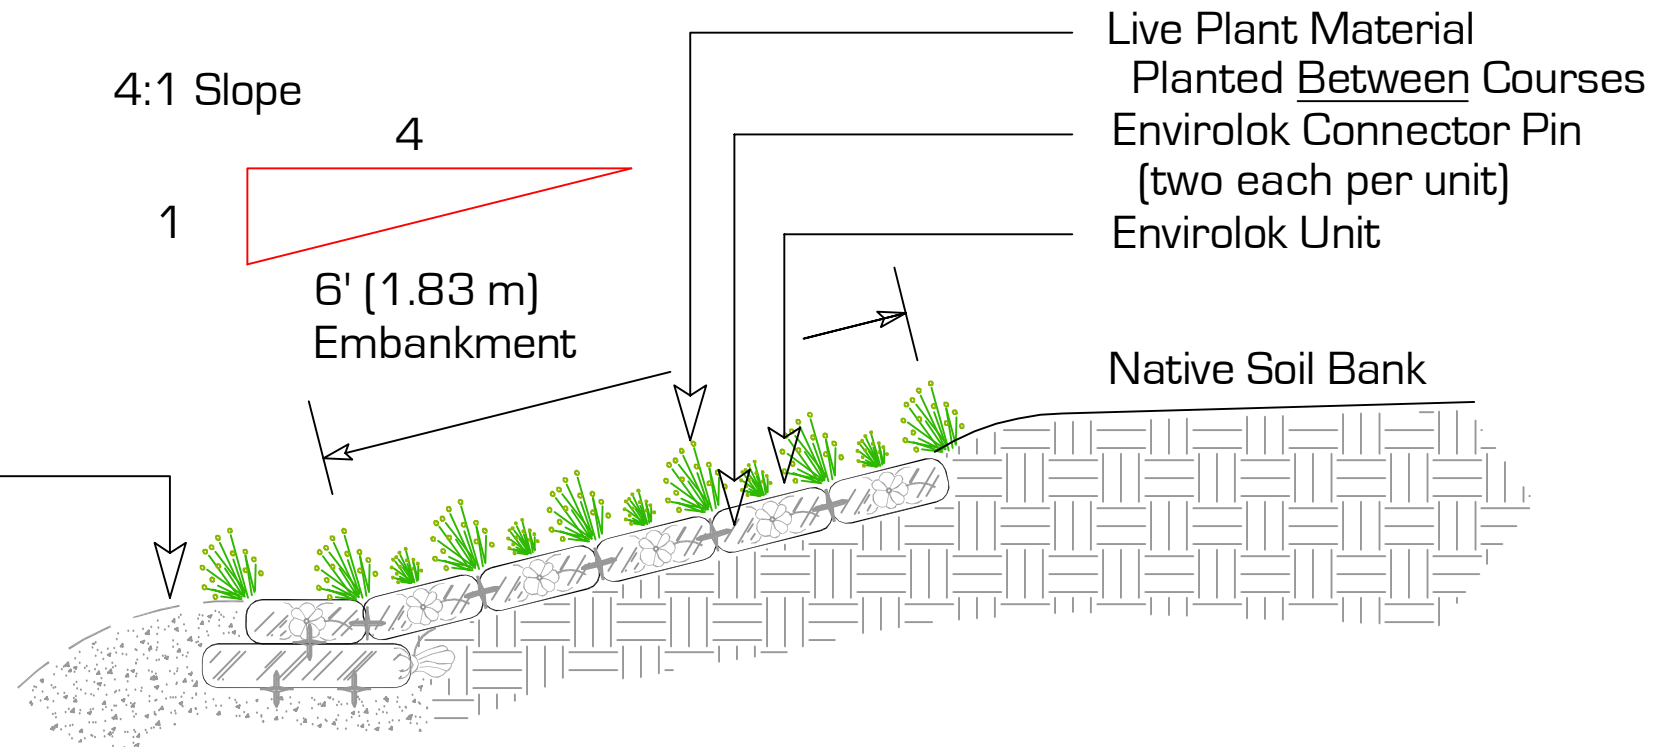 Live Plant Material
Planted Between Courses
Envirolok Connector Pin
(two each per unit)
Envirolok Unit
4:1 Slope
4
1
6' (1.83 m)
Embankment
Native Soil Bank